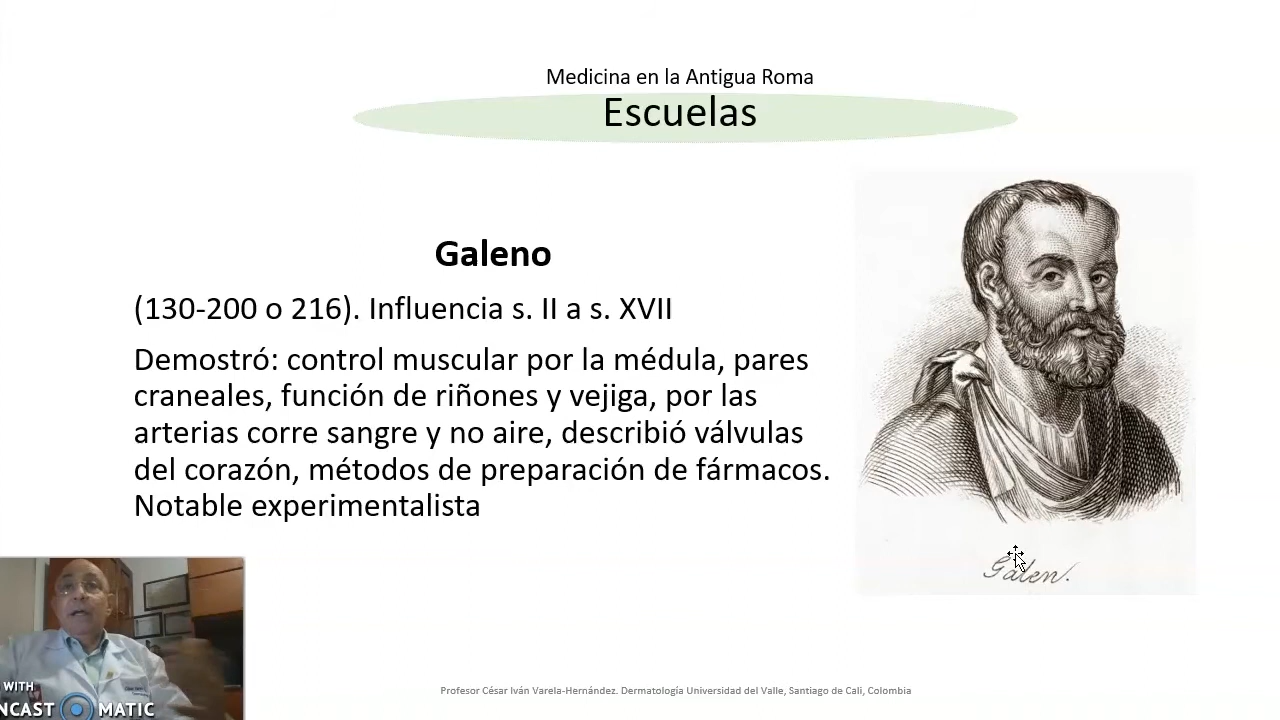 Medicina en la Antigua Roma
Escuelas
Galeno
(130-200 o 216). Influencia s. II a s. XVII
Demostró: control muscular por la médula, pares
craneales, función de riñones y vejiga, por las
arterias corre sangre y no aire, describió válvulas
del corazón, métodos de preparación de fármacos.
Notable experimentalista
Galen.
WITH
NCAST MATIC
Profesor César Iván Varela-Hernández. Dermatología Universidad del Valle, Santiago de Cali, Colombia